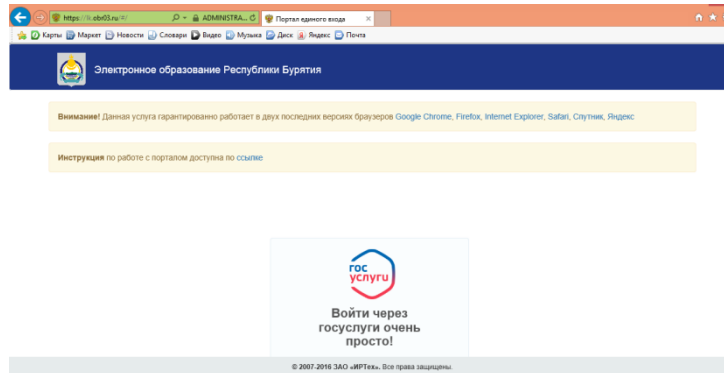 https://lk.obr03.ru/#/ ADMINISTRA... Портал единого входа
Карты Маркет Новости Словари Видео Музыка Диск Яндекс Почта
Электронное образование Республики Бурятия
Внимание! Данная услуга гарантированно работает в двух последних версиях браузеров Google Chrome, Firefox, Internet Explorer, Safari, Спутник, Яндекс
Инструкция по работе с порталом доступна по ссылке
гос
услуги
Войти через
госуслуги очень
просто!
© 2007-2016 ЗАО «ИРТех». Все права защищены.